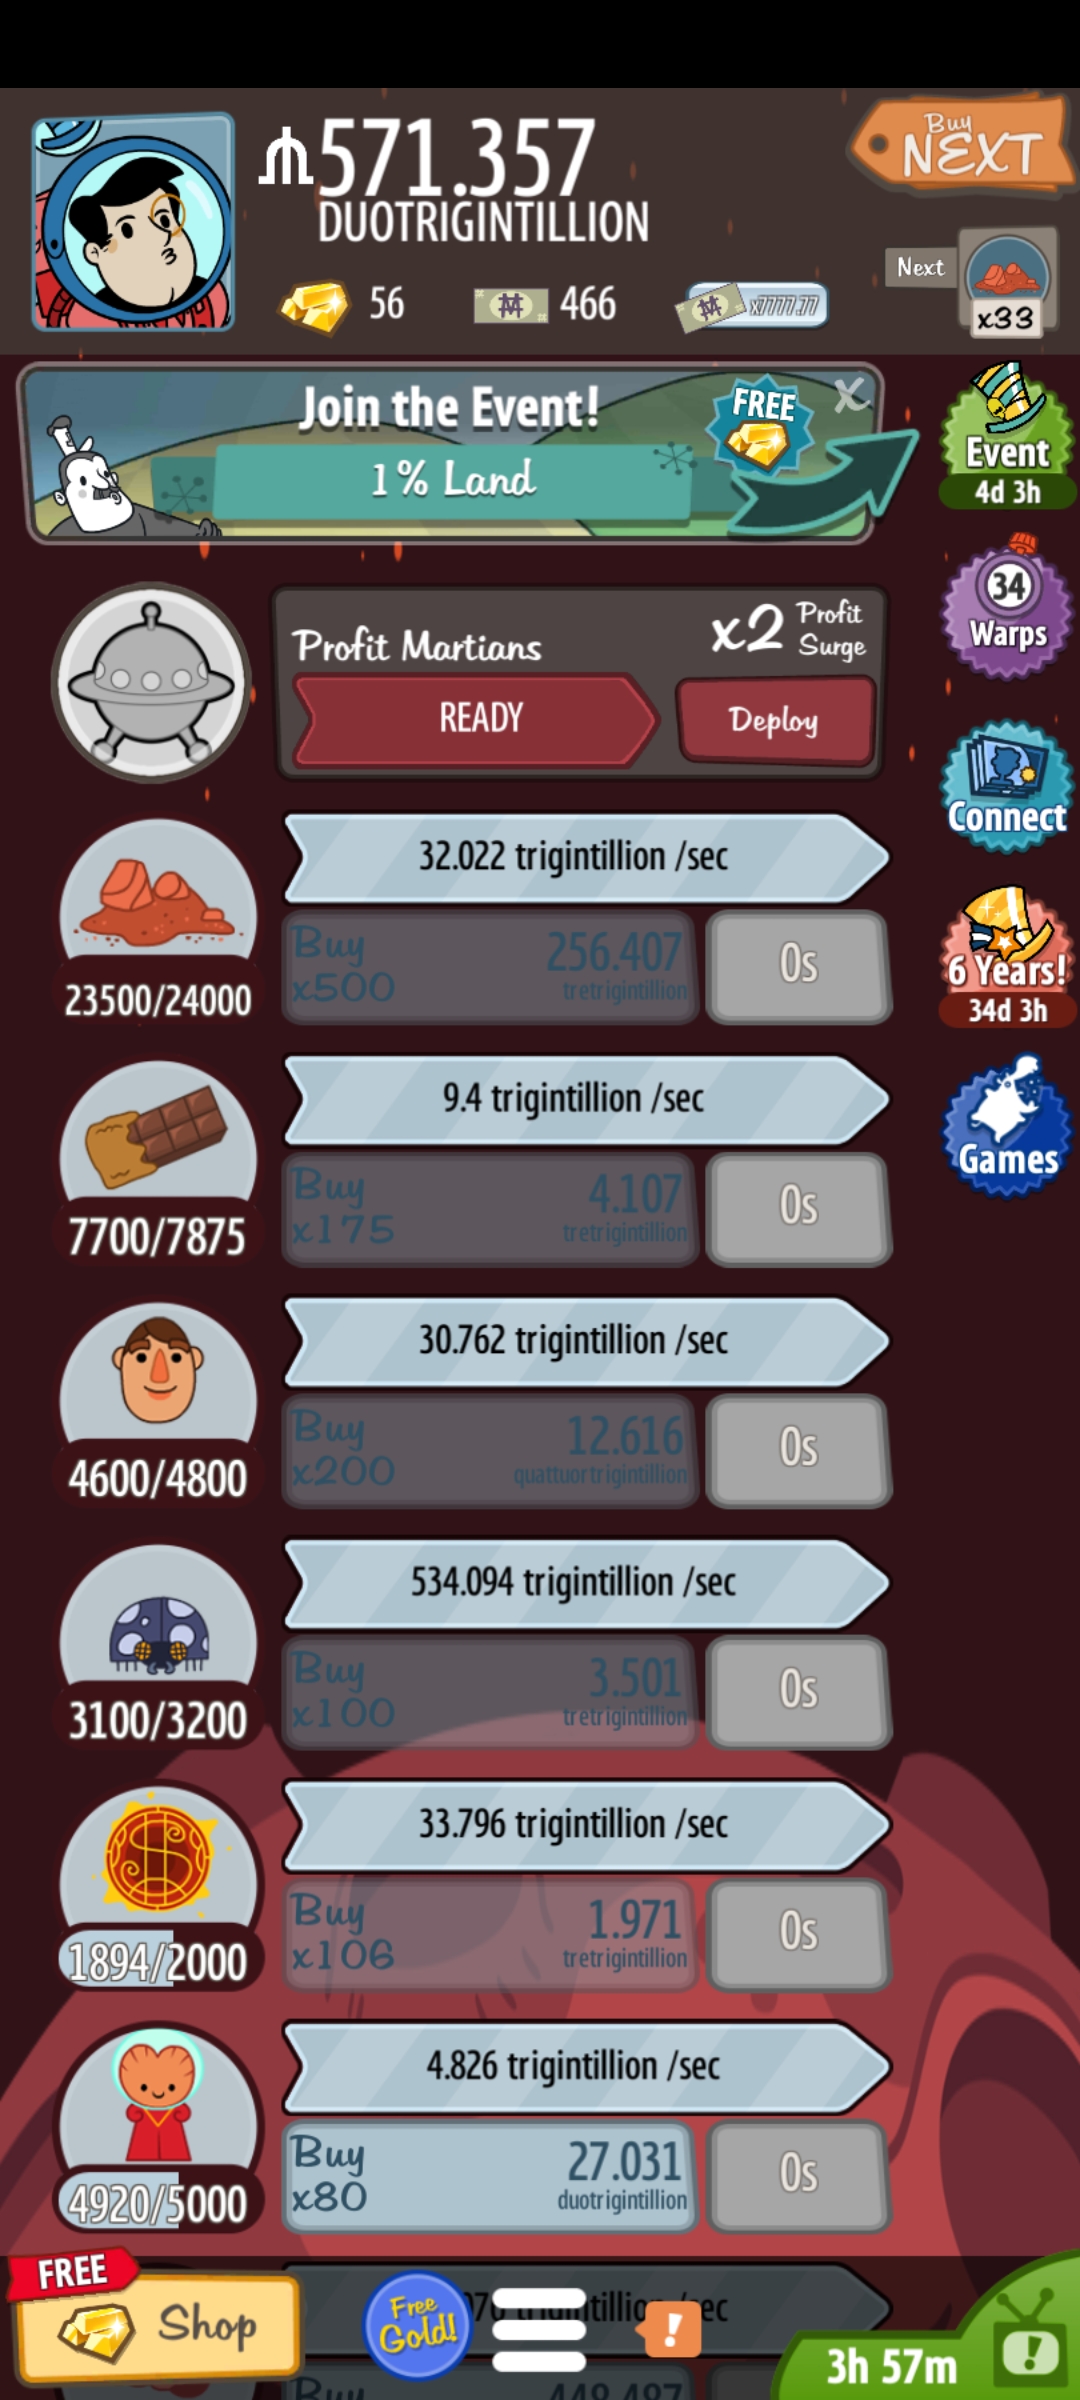 Buy
NEXT
571.357
DUOTRIGINTILLION
56
466
x7777.77
Next
x33
Join the Event!
1% Land
FREE
X
Event
4d 3h
Profit Martians
x2 Profit Surge
READY
Deploy
34
Warps
Connect
32.022 trigintillion /sec
Buy
x500
256.407
tretrigintillion
0s
23500/24000
6 Years!
34d 3h
9.4 trigintillion /sec
Buy
x175
4.107
tretrigintillion
0s
7700/7875
Games
30.762 trigintillion /sec
Buy
x200
12.616
quattuortrigintillion
0s
4600/4800
534.094 trigintillion /sec
Buy
x100
3.501
tretrigintillion
0s
3100/3200
33.796 trigintillion /sec
Buy
x106
1.971
tretrigintillion
0s
1894/2000
4.826 trigintillion /sec
Buy
x80
27.031
duotrigintillion
0s
4920/5000
FREE
Shop
Free
Gold!
!
3h 57m
!
Buy
448.487